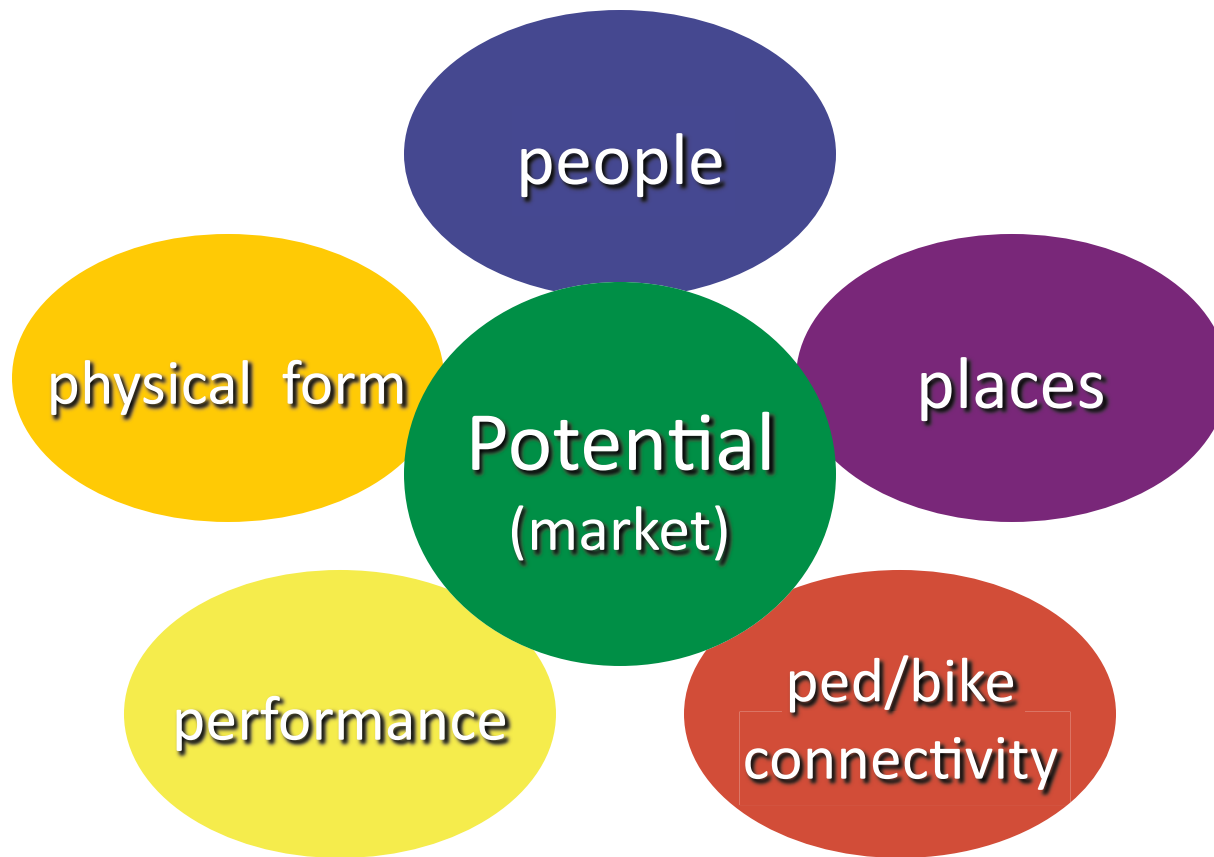 people
physical form
places
Potential
(market)
performance
ped/bike
connectivity